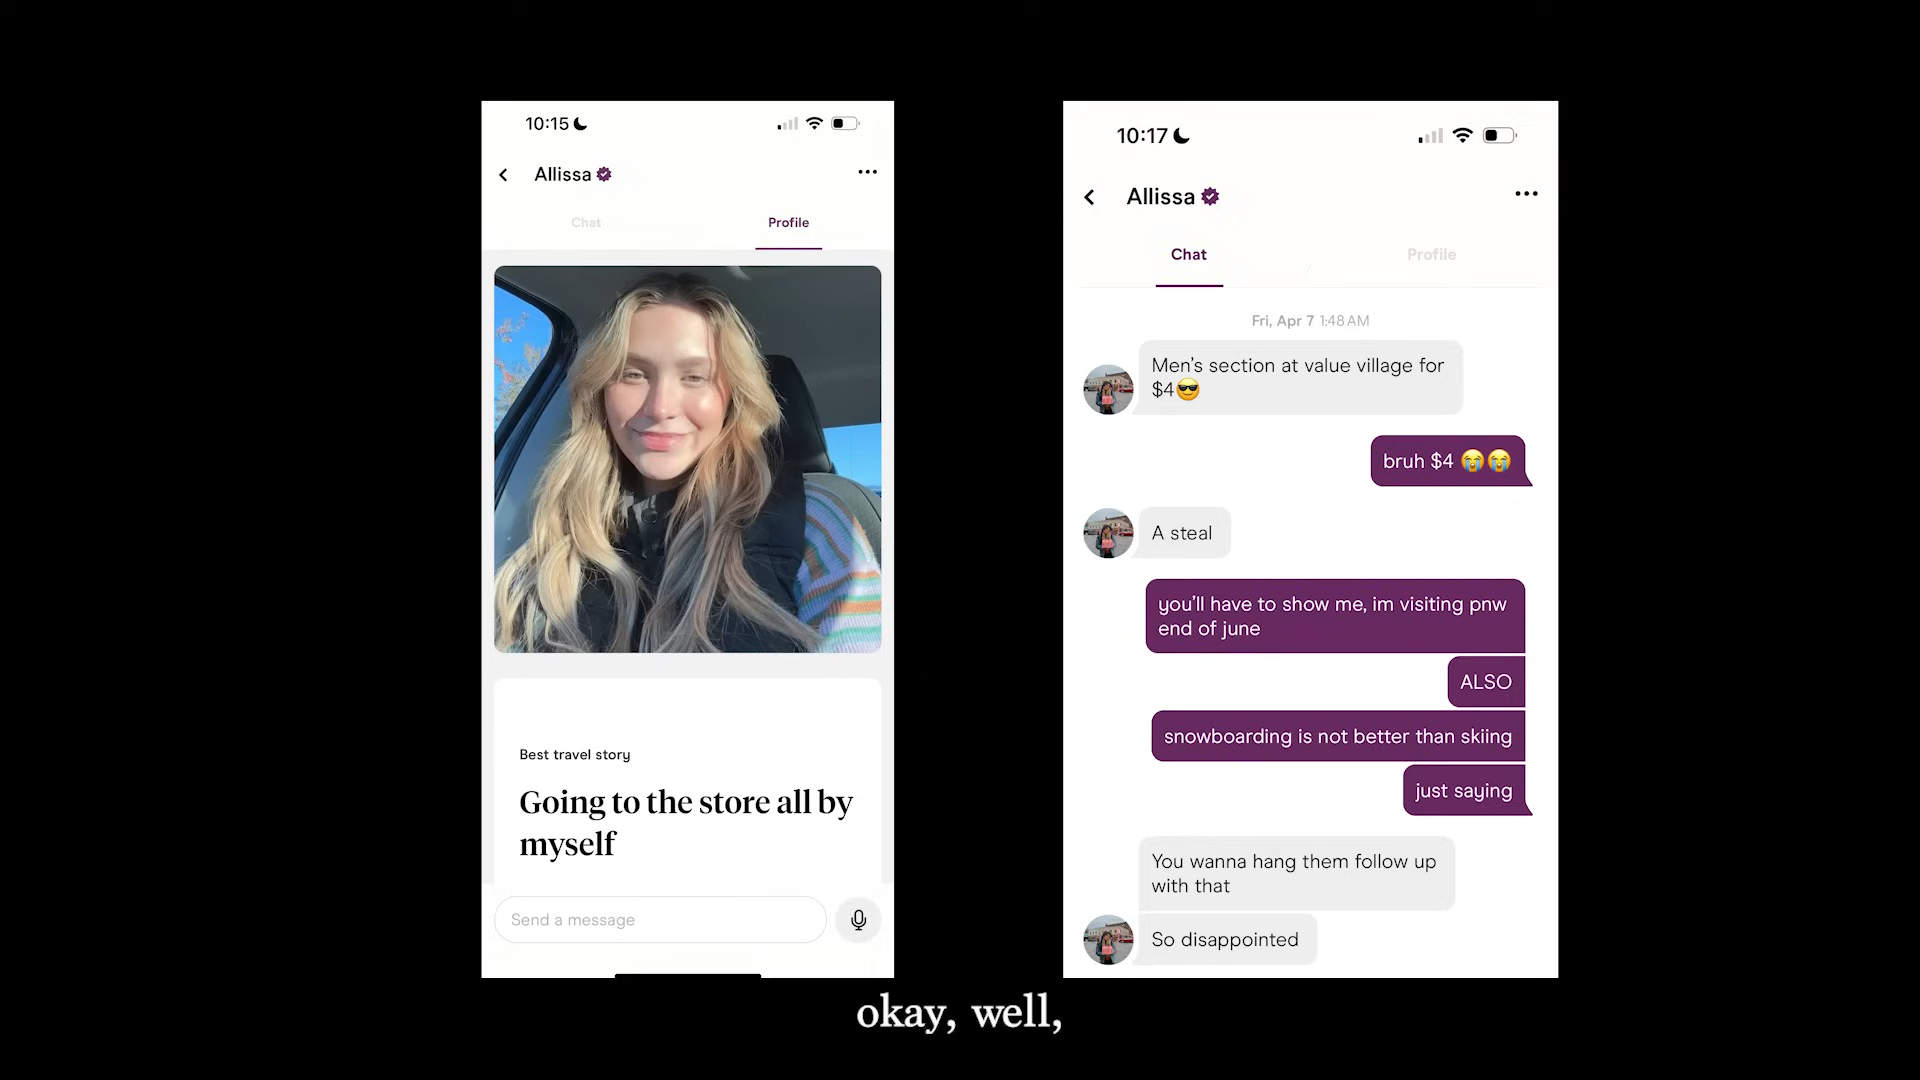 10:15
Allissa
Chat
Profile
Best travel story
Going to the store all by
myself
Send a message
10:17
Allissa
Chat
Profile
Fri, Apr 7 1:48 AM
Men's section at value village for
$4😎
bruh $4 😭😭
A steal
you'll have to show me, im visiting pnw
end of june
ALSO
snowboarding is not better than skiing
just saying
You wanna hang them follow up
with that
So disappointed
okay, well,